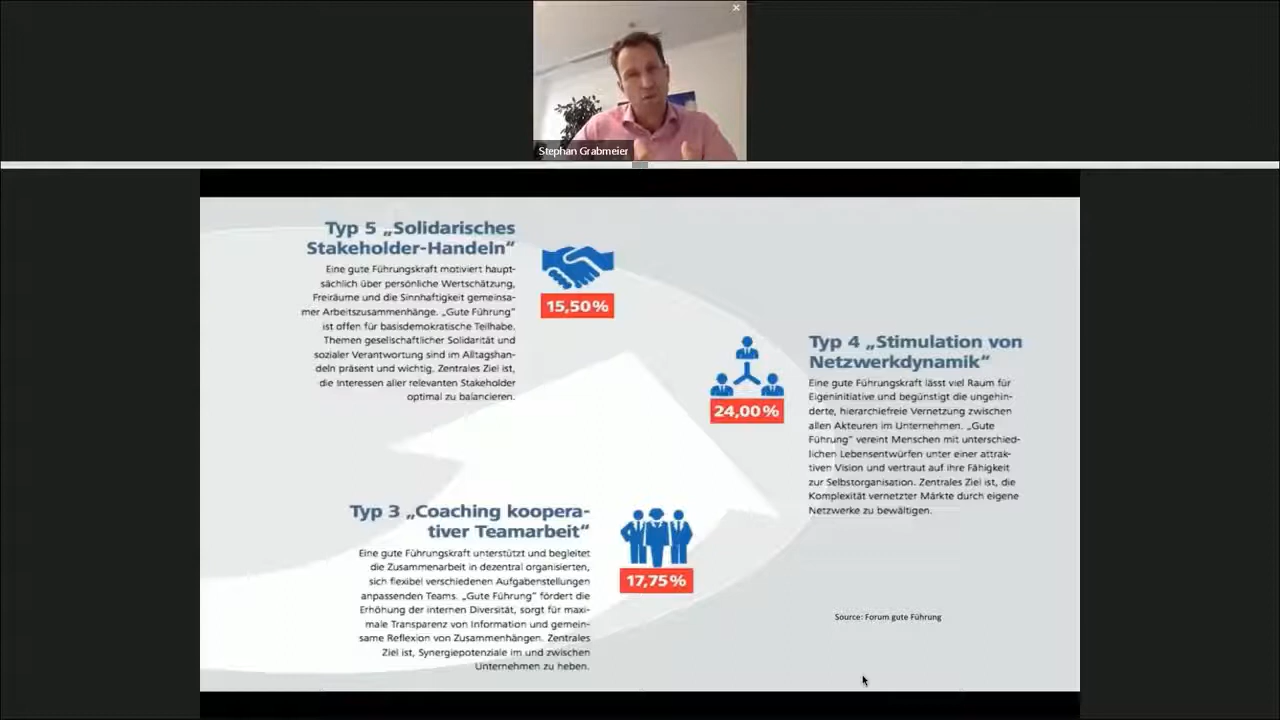 Stephan Grabmeier
Typ 5 „Solidarisches
Stakeholder-Handeln“
Eine gute Führungskraft motiviert haupt-
sächlich über persönliche Wertschätzung,
Freiräume und die Sinnhaftigkeit gemeinsa-
mer Arbeitszusammenhänge. „Gute Führung“
ist offen für basisdemokratische Teilhabe.
Themen gesellschaftlicher Solidarität und
sozialer Verantwortung sind im Alltagshan-
deln präsent und wichtig. Zentrales Ziel ist,
die Interessen aller relevanten Stakeholder
optimal zu balancieren.
15,50%
Typ 4 „Stimulation von
Netzwerkdynamik“
Eine gute Führungskraft lässt viel Raum für
Eigeninitiative und begünstigt die ungehin-
derte, hierarchiefreie Vernetzung zwischen
allen Akteuren im Unternehmen. „Gute
Führung“ vereint Menschen mit unterschied-
lichen Lebensentwürfen unter einer attrak-
tiven Vision und vertraut auf ihre Fähigkeit
zur Selbstorganisation. Zentrales Ziel ist, die
Komplexität vernetzter Märkte durch eigene
Netzwerke zu bewältigen.
24,00%
Typ 3 „Coaching koopera-
tiver Teamarbeit“
Eine gute Führungskraft unterstützt und begleitet
die Zusammenarbeit in dezentral organisierten,
sich flexibel verschiedenen Aufgabenstellungen
anpassenden Teams. „Gute Führung“ fördert die
Erhöhung der internen Diversität, sorgt für maxi-
male Transparenz von Information und gemein-
same Reflexion von Zusammenhängen. Zentrales
Ziel ist, Synergiepotenziale im und zwischen
Unternehmen zu heben.
17,75%
Source: Forum gute Führung